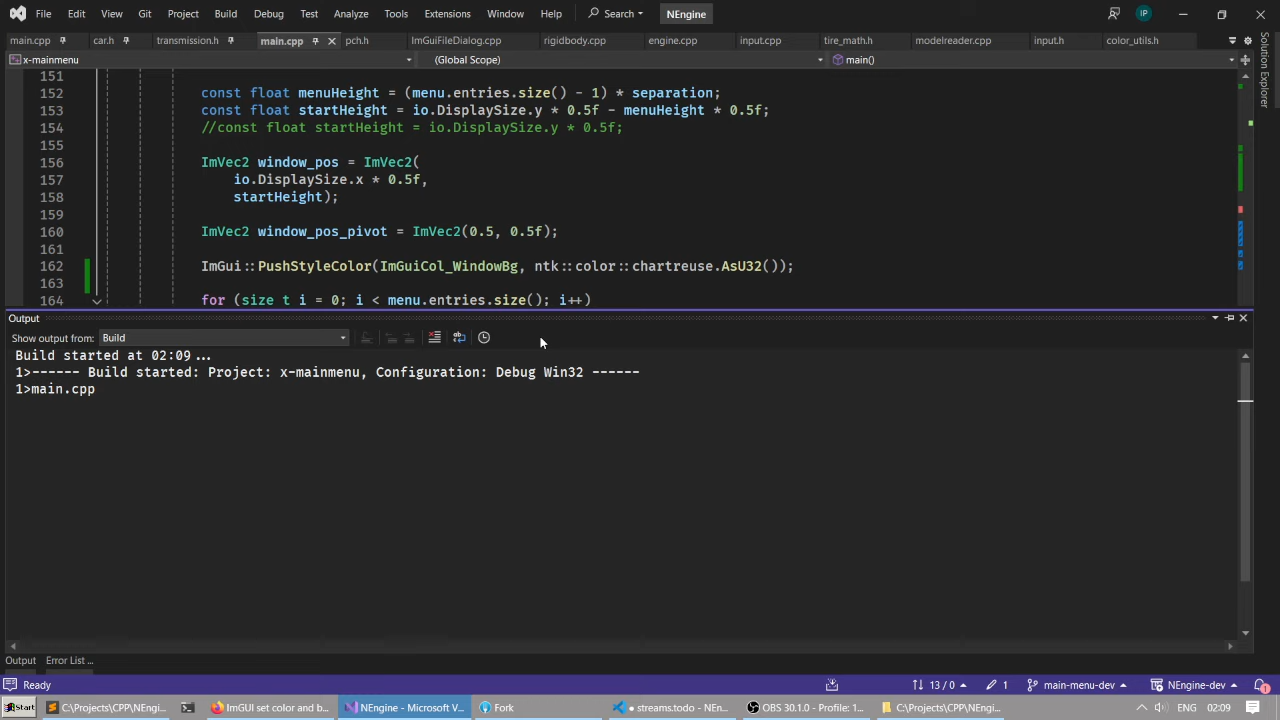 File Edit View Git Project Build Debug Test Analyze Tools Extensions Window Help Search NEngine IP
main.cpp car.h transmission.h main.cpp pch.h ImGuiFileDialog.cpp rigidbody.cpp engine.cpp input.cpp tire_math.h modelreader.cpp input.h color_utils.h
x-mainmenu (Global Scope) main()
151
152 const float menuHeight = (menu.entries.size() - 1) * separation;
153 const float startHeight = io.DisplaySize.y * 0.5f - menuHeight * 0.5f;
154 //const float startHeight = io.DisplaySize.y * 0.5f;
155
156 ImVec2 window_pos = ImVec2(
157 io.DisplaySize.x * 0.5f,
158 startHeight);
159
160 ImVec2 window_pos_pivot = ImVec2(0.5, 0.5f);
161
162 ImGui::PushStyleColor(ImGuiCol_WindowBg, ntk::color::chartreuse.AsU32());
163
164 for (size_t i = 0; i < menu.entries.size(); i++)
Solution Explorer
Output
Show output from: Build
Build started at 02:09 ...
1>------ Build started: Project: x-mainmenu, Configuration: Debug Win32 ------
1>main.cpp
Output Error List ...
Ready 13 / 0 1 main-menu-dev NEngine-dev 1
Start C:\Projects\CPP\NEngi... ImGUI set color and b... NEngine - Microsoft V... Fork streams.todo - NEn... OBS 30.1.0 - Profile: 1... C:\Projects\CPP\NEngi... ENG 02:09